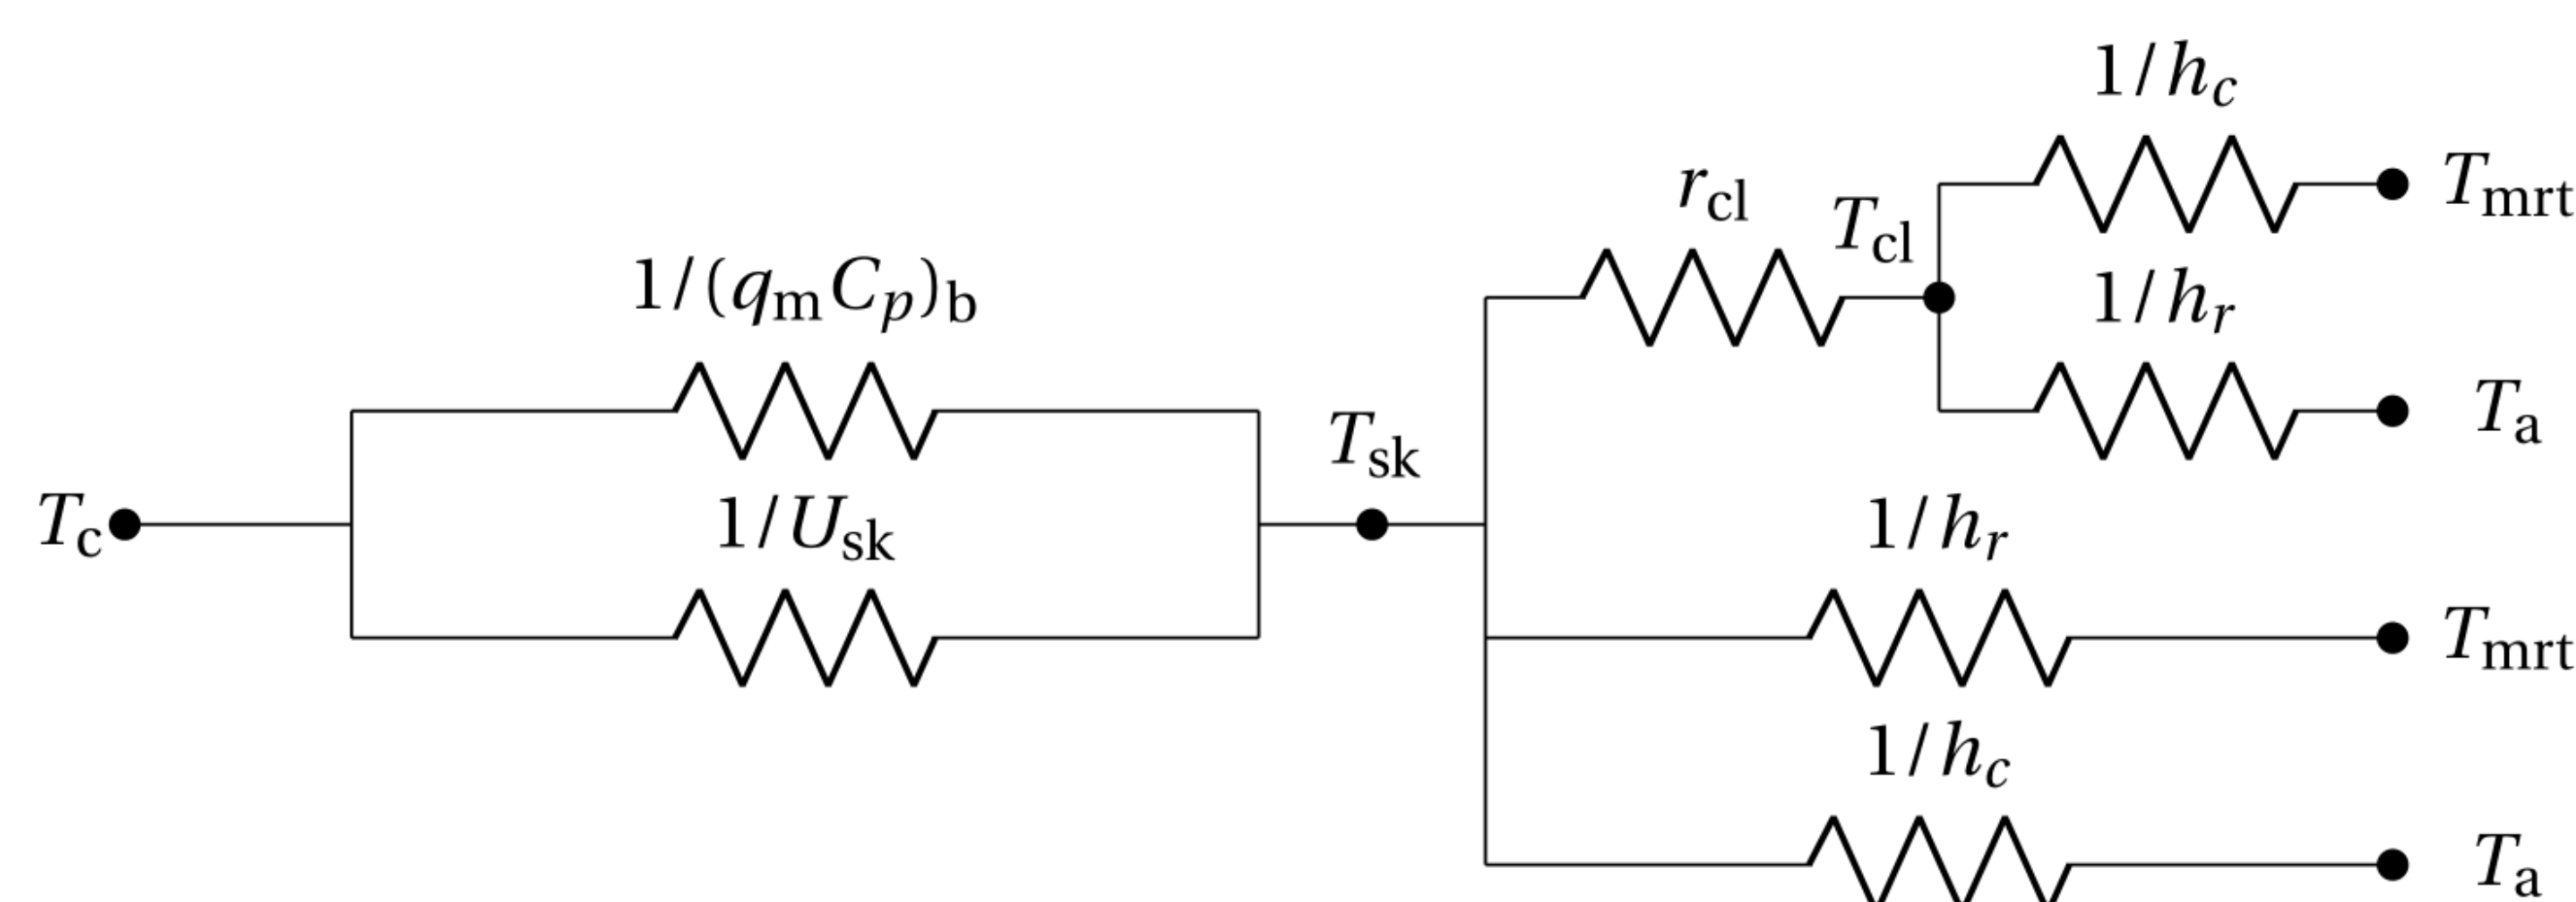 1/h_c
T_mrt
r_cl
T_cl
1/h_r
1/(q_m C_p)_b
T_a
T_sk
T_c
1/U_sk
1/h_r
T_mrt
1/h_c
T_a